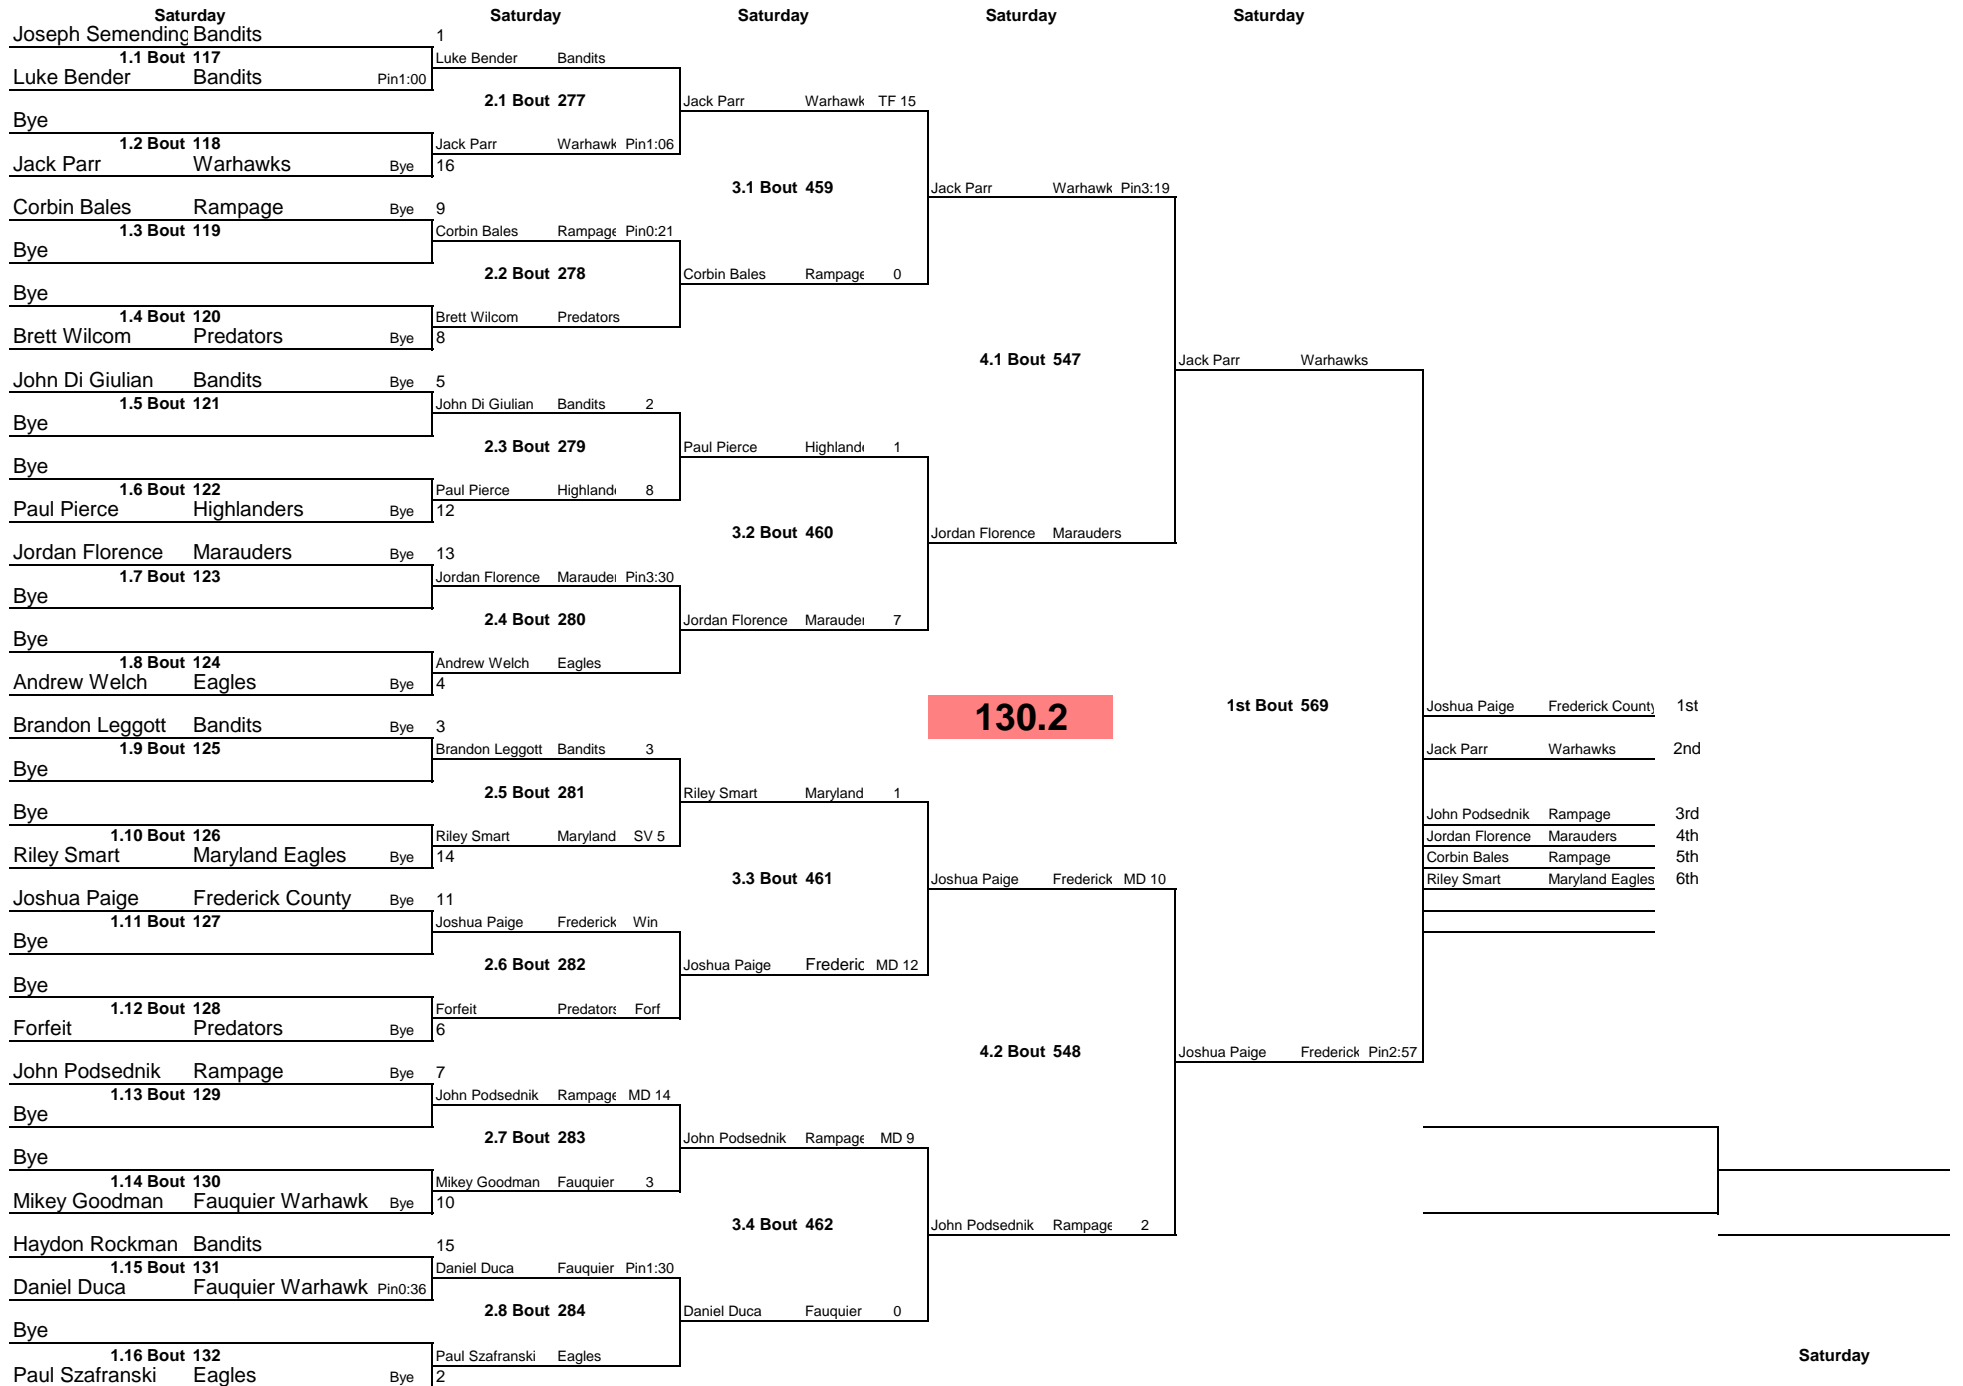 Saturday Saturday Saturday Saturday Saturday
Joseph Semending Bandits 1
1.1 Bout 117 Luke Bender Bandits
Luke Bender Bandits Pin1:00
2.1 Bout 277 Jack Parr Warhawk TF 15
Bye
1.2 Bout 118 Jack Parr Warhawk Pin1:06
Jack Parr Warhawks Bye 16
3.1 Bout 459 Jack Parr Warhawk Pin3:19
Corbin Bales Rampage Bye 9
1.3 Bout 119 Corbin Bales Rampage Pin0:21
Bye
2.2 Bout 278 Corbin Bales Rampage 0
Bye
1.4 Bout 120 Brett Wilcom Predators
Brett Wilcom Predators Bye 8
4.1 Bout 547 Jack Parr Warhawks
John Di Giulian Bandits Bye 5
1.5 Bout 121 John Di Giulian Bandits 2
Bye
2.3 Bout 279 Paul Pierce Highlande 1
Bye
1.6 Bout 122 Paul Pierce Highlande 8
Paul Pierce Highlanders Bye 12
3.2 Bout 460 Jordan Florence Marauders
Jordan Florence Marauders Bye 13
1.7 Bout 123 Jordan Florence Marauder Pin3:30
Bye
2.4 Bout 280 Jordan Florence Marauder 7
Bye
1.8 Bout 124 Andrew Welch Eagles
Andrew Welch Eagles Bye 4
130.2 1st Bout 569 Joshua Paige Frederick County 1st
Brandon Leggott Bandits Bye 3
1.9 Bout 125 Brandon Leggott Bandits 3 Jack Parr Warhawks 2nd
Bye
2.5 Bout 281 Riley Smart Maryland 1
Bye John Podsednik Rampage 3rd
1.10 Bout 126 Riley Smart Maryland SV 5 Jordan Florence Marauders 4th
Riley Smart Maryland Eagles Bye 14 Corbin Bales Rampage 5th
3.3 Bout 461 Joshua Paige Frederick MD 10 Riley Smart Maryland Eagles 6th
Joshua Paige Frederick County Bye 11
1.11 Bout 127 Joshua Paige Frederick Win
Bye
2.6 Bout 282 Joshua Paige Frederic MD 12
Bye
1.12 Bout 128 Forfeit Predators Forf
Forfeit Predators Bye 6
4.2 Bout 548 Joshua Paige Frederick Pin2:57
John Podsednik Rampage Bye 7
1.13 Bout 129 John Podsednik Rampage MD 14
Bye
2.7 Bout 283 John Podsednik Rampage MD 9
Bye
1.14 Bout 130 Mikey Goodman Fauquier 3
Mikey Goodman Fauquier Warhawk Bye 10
3.4 Bout 462 John Podsednik Rampage 2
Haydon Rockman Bandits 15
1.15 Bout 131 Daniel Duca Fauquier Pin1:30
Daniel Duca Fauquier Warhawk Pin0:36
2.8 Bout 284 Daniel Duca Fauquier 0
Bye
1.16 Bout 132 Paul Szafranski Eagles Saturday
Paul Szafranski Eagles Bye 2